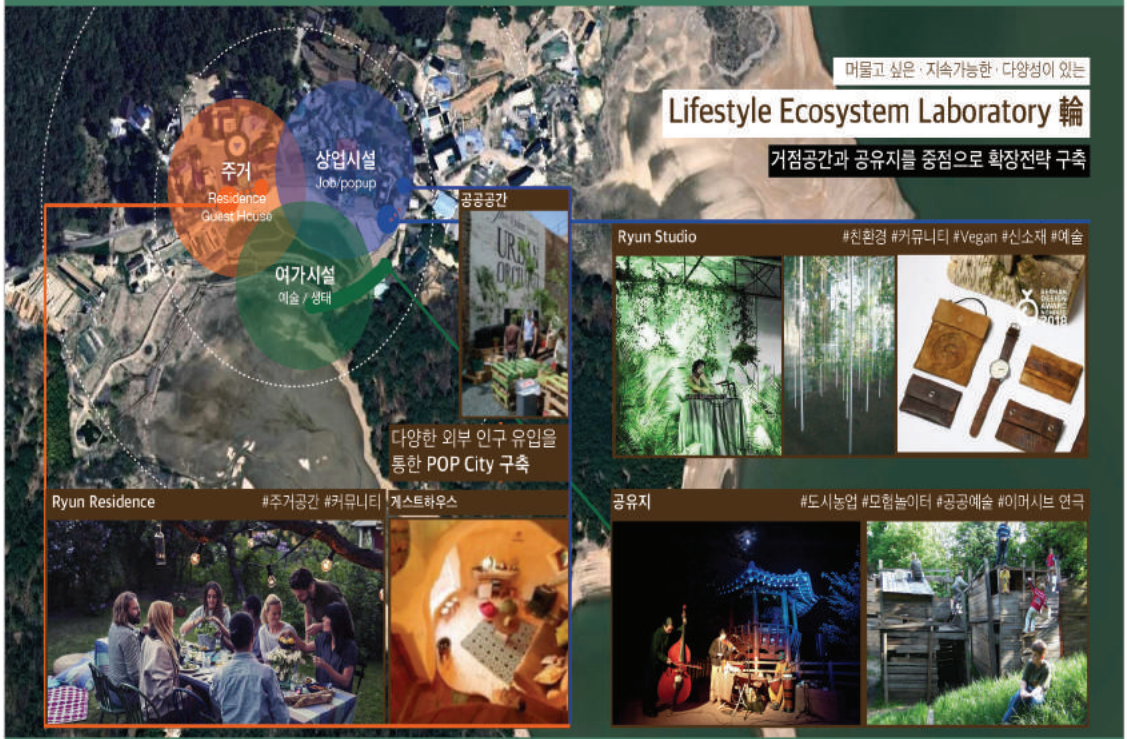 머물고 싶은 · 지속가능한 · 다양성이 있는
Lifestyle Ecosystem Laboratory 輪
거점공간과 공유지를 중점으로 확장전략 구축
주거
Residence
Guest House
상업시설
Job/popup
여가시설
예술 / 생태
공공공간
URBAN
다양한 외부 인구 유입을
통한 POP City 구축
Ryun Studio #친환경 #커뮤니티 #Vegan #신소재 #예술
GERMAN
DESIGN
AWARD
2018
Ryun Residence #주거공간 #커뮤니티
게스트하우스
공유지 #도시농업 #모험놀이터 #공공예술 #이머시브 연극